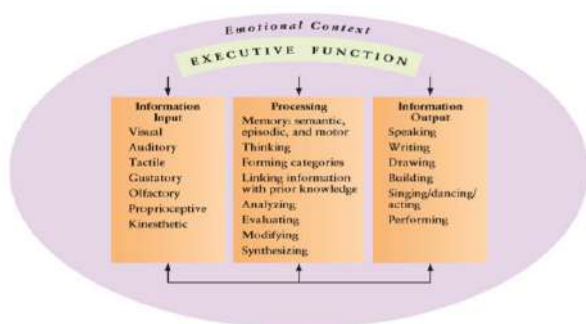 Emotional Context
EXECUTIVE FUNCTION
Information
Input
Visual
Auditory
Tactile
Gustatory
Olfactory
Proprioceptive
Kinesthetic
Processing
Memory: semantic,
episodic, and motor
Thinking
Forming categories
Linking information
with prior knowledge
Analyzing
Evaluating
Modifying
Synthesizing
Information
Output
Speaking
Writing
Drawing
Building
Singing/dancing/
acting
Performing